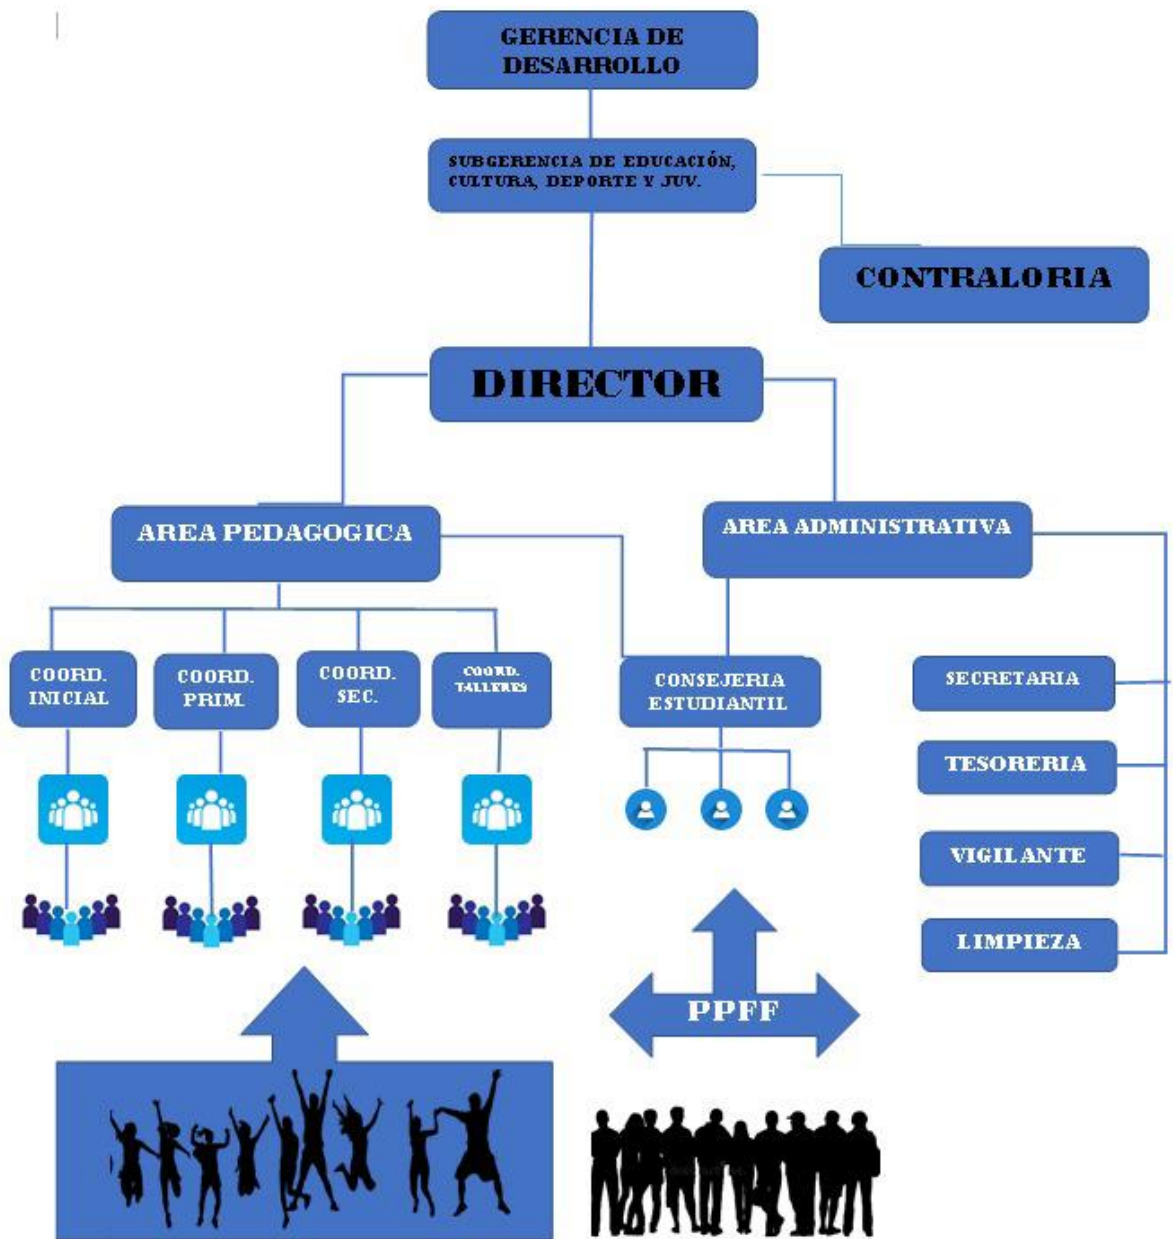 GERENCIA DE
DESARROLLO
SUBGERENCIA DE EDUCACIÓN,
CULTURA, DEPORTE Y JUV.
CONTRALORIA
DIRECTOR
AREA PEDAGOGICA
AREA ADMINISTRATIVA
COORD.
INICIAL
COORD.
PRIM.
COORD.
SEC.
COORD.
TALLERES
CONSEJERIA
ESTUDIANTIL
SECRETARIA
TESORERIA
VIGILANTE
LIMPIEZA
PPFF